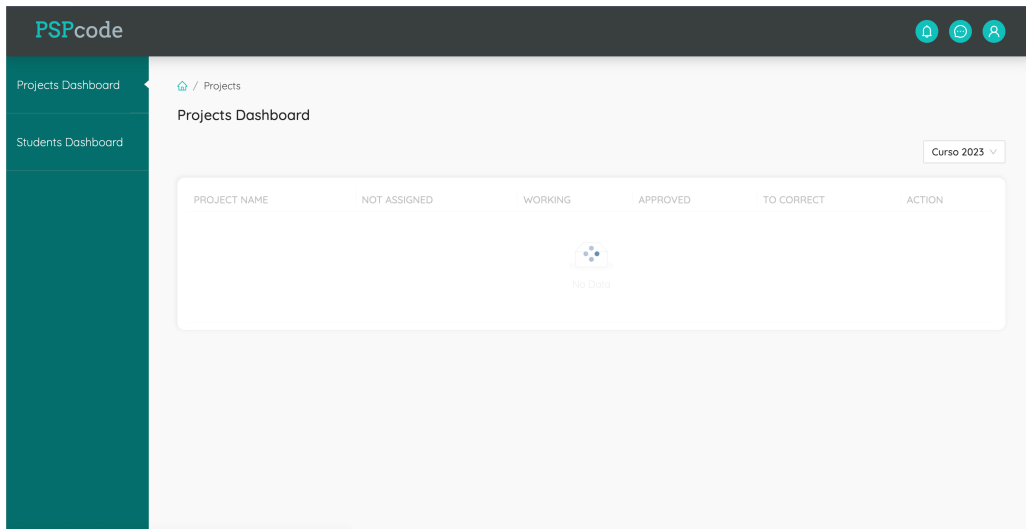 PSPcode
Projects Dashboard
Students Dashboard
/ Projects
Projects Dashboard
Curso 2023
PROJECT NAME NOT ASSIGNED WORKING APPROVED TO CORRECT ACTION
No Data